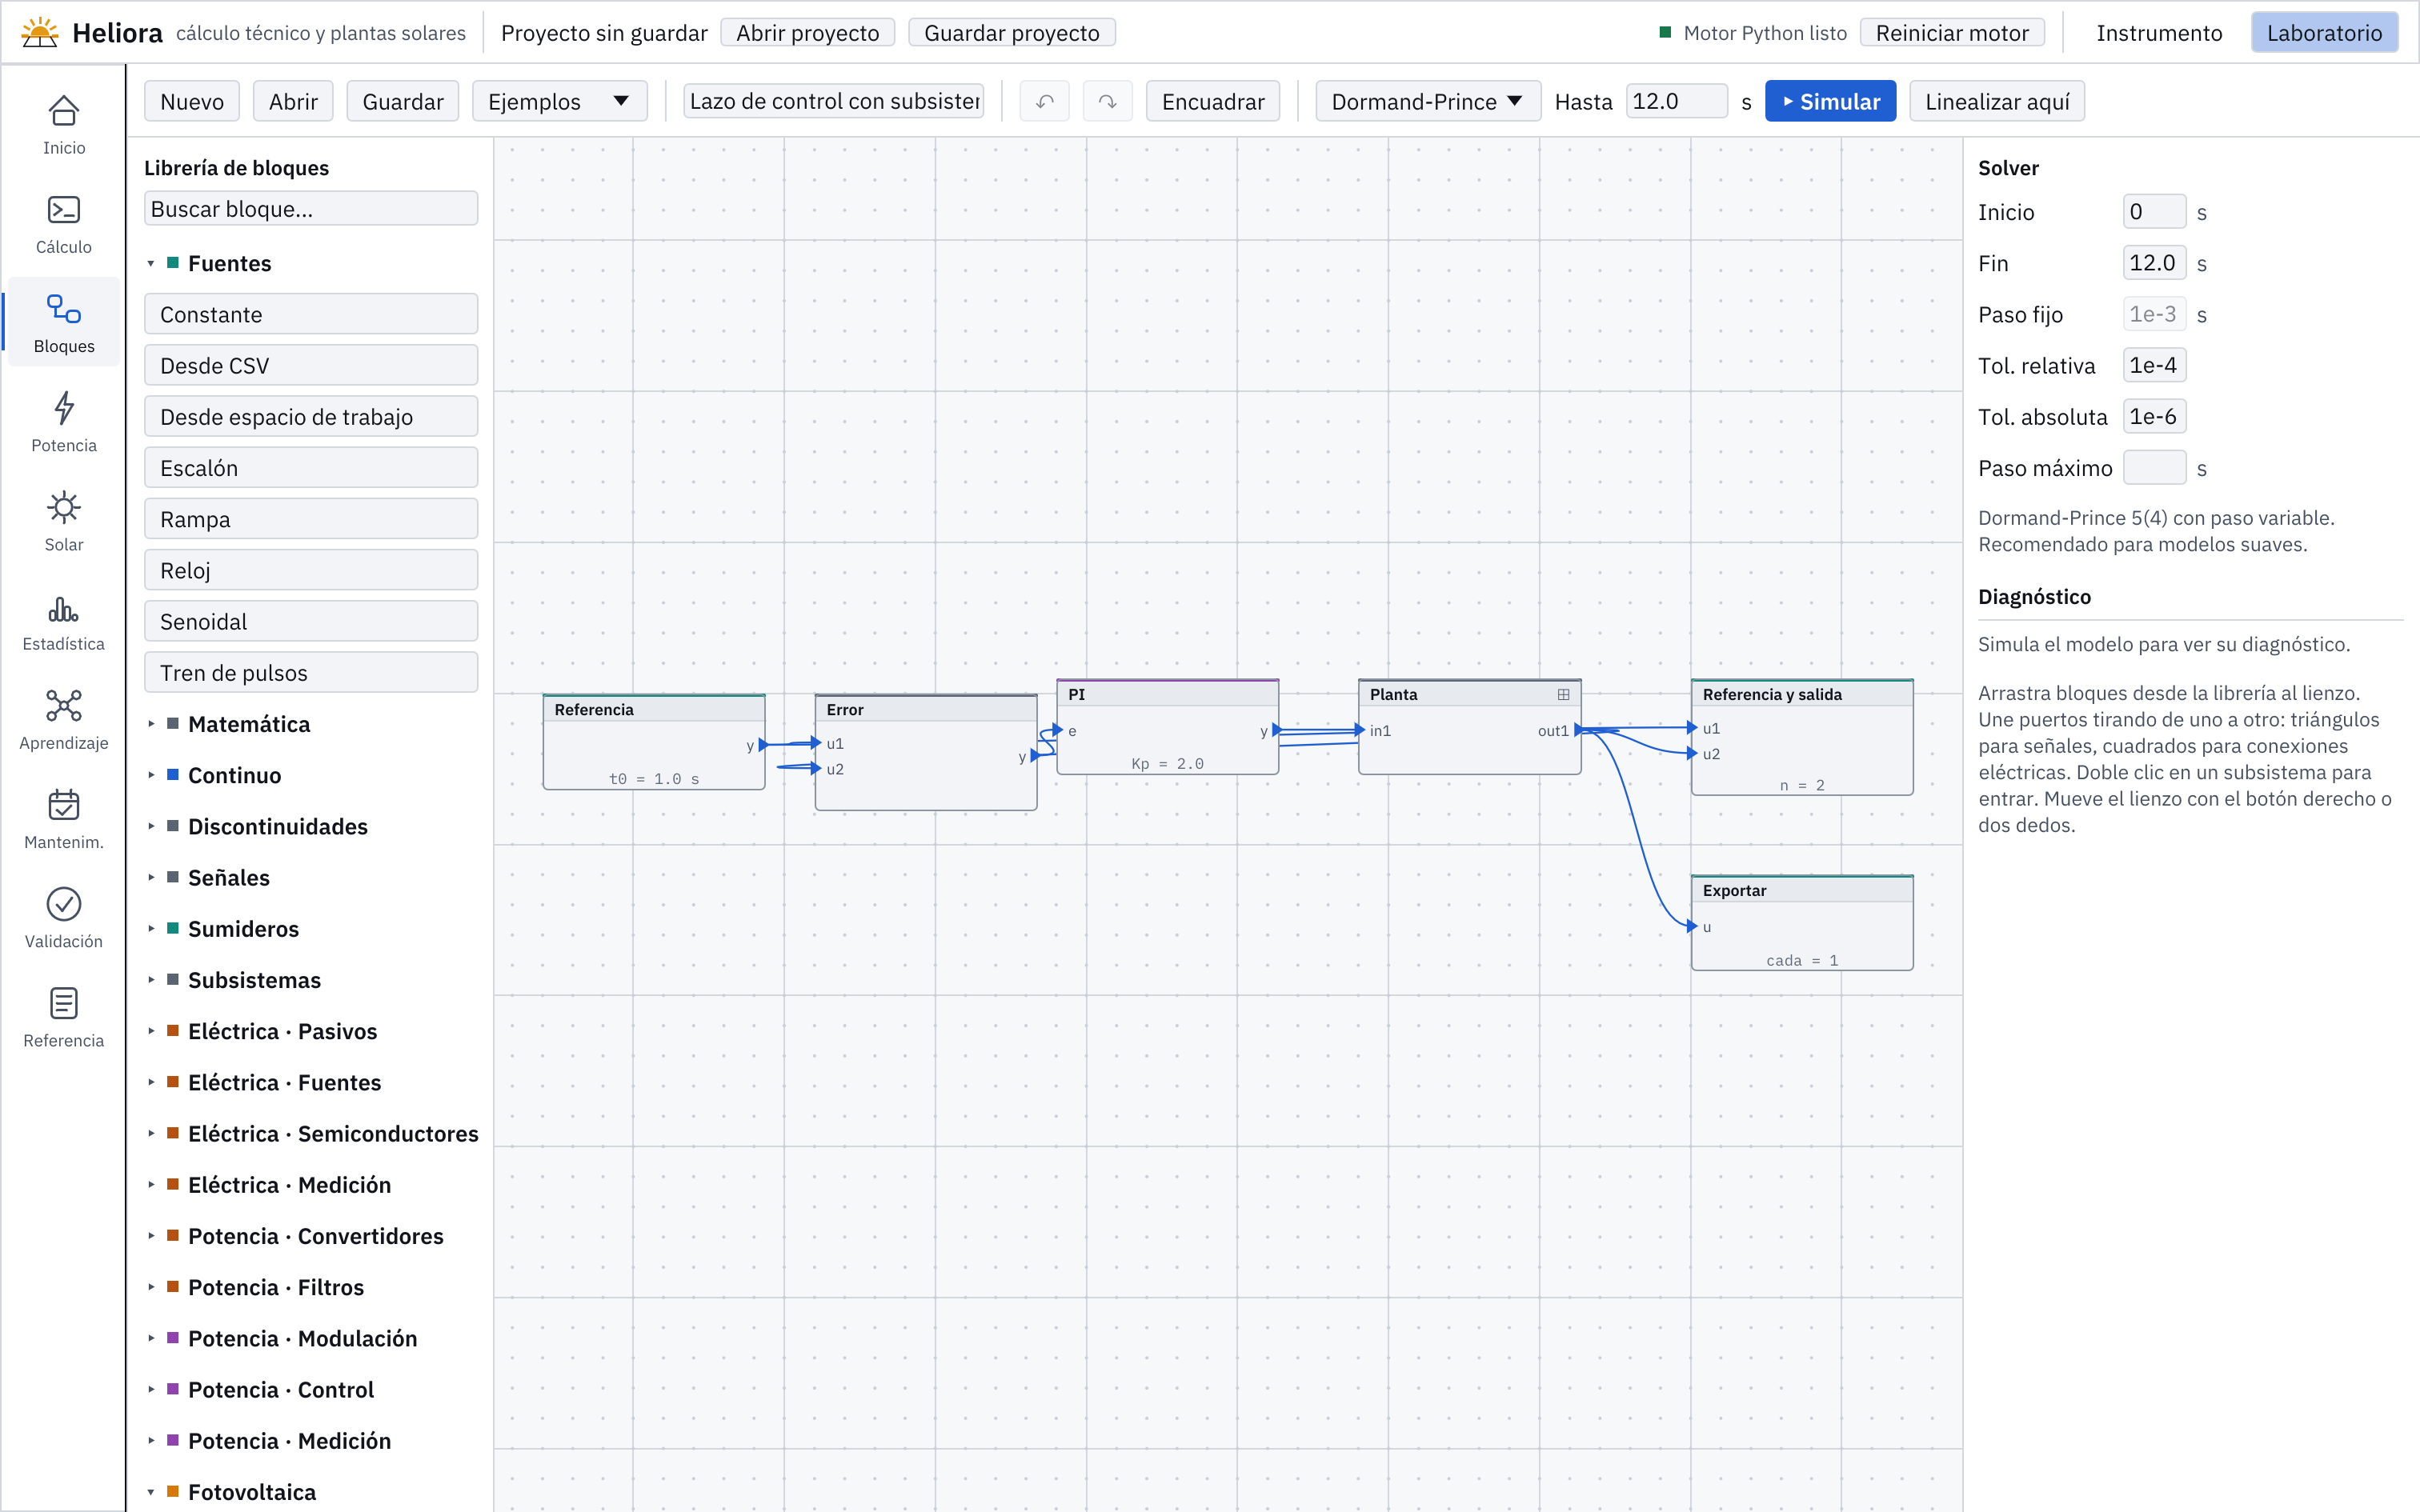 Heliora cálculo técnico y plantas solares Proyecto sin guardar Abrir proyecto Guardar proyecto Motor Python listo Reiniciar motor Instrumento Laboratorio
Nuevo Abrir Guardar Ejemplos Lazo de control con subsister Encuadrar Dormand-Prince Hasta 12.0 s Simular Linealizar aquí
Inicio
Cálculo
Bloques
Potencia
Solar
Estadística
Aprendizaje
Mantenim.
Validación
Referencia
Librería de bloques
Buscar bloque...
Fuentes
Constante
Desde CSV
Desde espacio de trabajo
Escalón
Rampa
Reloj
Senoidal
Tren de pulsos
Matemática
Continuo
Discontinuidades
Señales
Sumideros
Subsistemas
Eléctrica · Pasivos
Eléctrica · Fuentes
Eléctrica · Semiconductores
Eléctrica · Medición
Potencia · Convertidores
Potencia · Filtros
Potencia · Modulación
Potencia · Control
Potencia · Medición
Fotovoltaica
Referencia
y
t0 = 1.0 s
Error
u1
u2
y
PI
e
y
Kp = 2.0
Planta
in1
out1
Referencia y salida
u1
u2
n = 2
Exportar
u
cada = 1
Solver
Inicio 0 s
Fin 12.0 s
Paso fijo 1e-3 s
Tol. relativa 1e-4
Tol. absoluta 1e-6
Paso máximo s
Dormand-Prince 5(4) con paso variable.
Recomendado para modelos suaves.
Diagnóstico
Simula el modelo para ver su diagnóstico.
Arrastra bloques desde la librería al lienzo.
Une puertos tirando de uno a otro: triángulos
para señales, cuadrados para conexiones
eléctricas. Doble clic en un subsistema para
entrar. Mueve el lienzo con el botón derecho o
dos dedos.